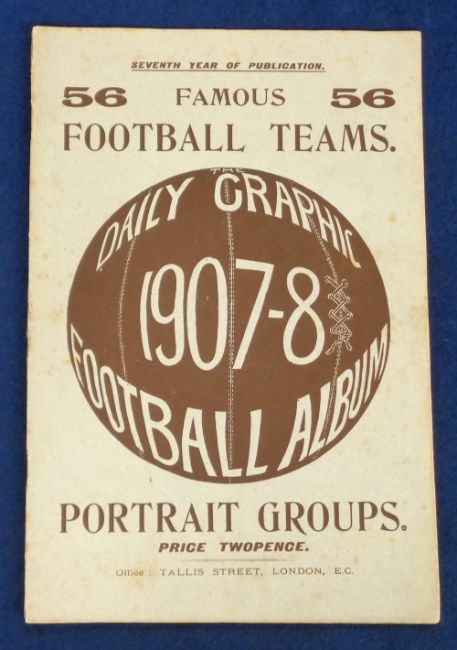 SEVENTH YEAR OF PUBLICATION.
56 FAMOUS 56
FOOTBALL TEAMS.
THE
DAILY GRAPHIC
1907-8
FOOTBALL ALBUM
PORTRAIT GROUPS.
PRICE TWOPENCE.
Office: TALLIS STREET, LONDON, E.C.